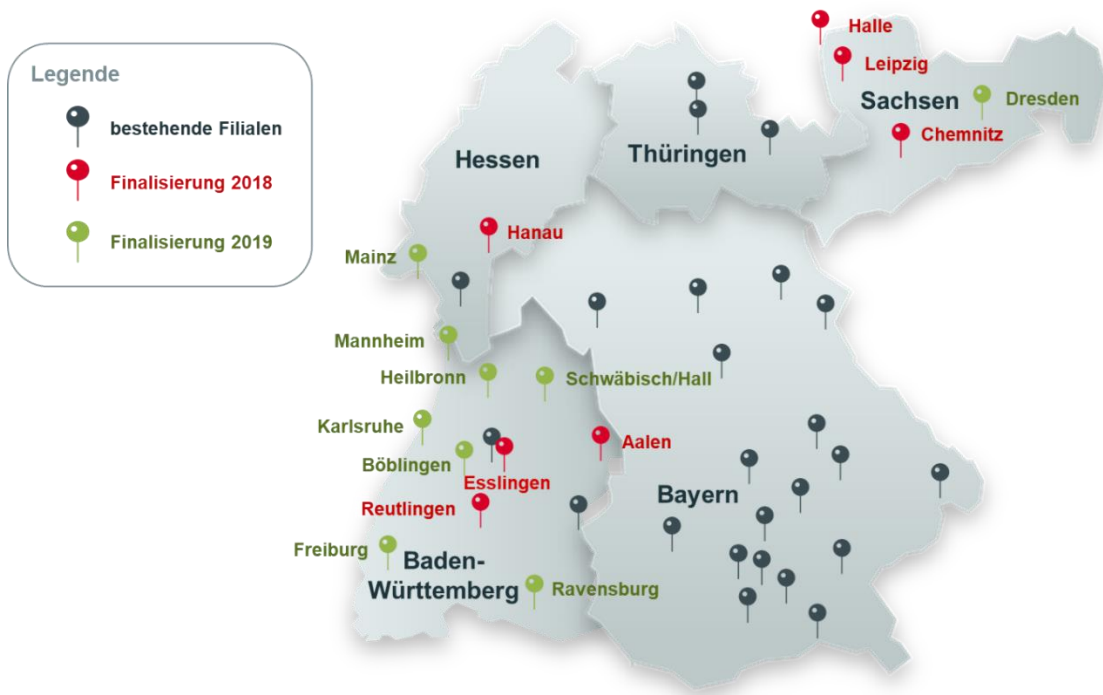 Legende
bestehende Filialen
Finalisierung 2018
Finalisierung 2019
Halle
Leipzig
Sachsen
Dresden
Chemnitz
Hessen
Thüringen
Hanau
Mainz
Mannheim
Heilbronn
Schwäbisch/Hall
Karlsruhe
Aalen
Böblingen
Esslingen
Bayern
Reutlingen
Freiburg
Baden-
Württemberg
Ravensburg